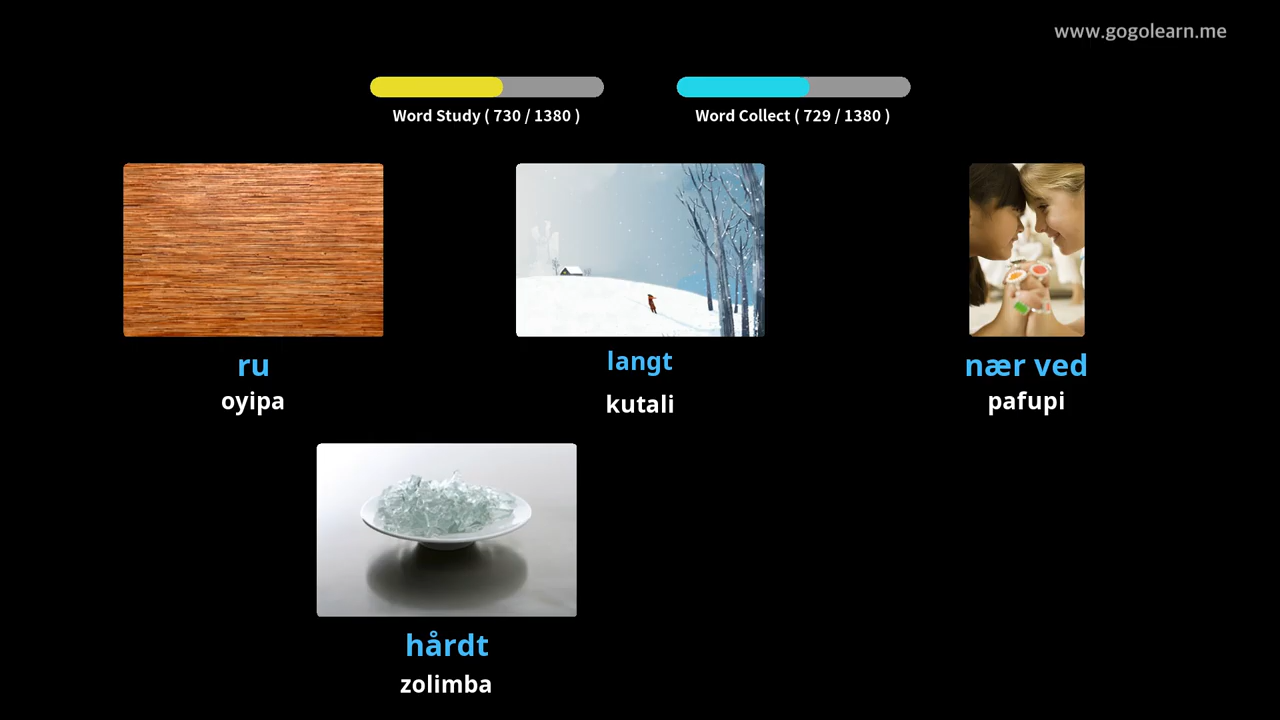 www.gogolearn.me
Word Study ( 730 / 1380 )
Word Collect ( 729 / 1380 )
ru
oyipa
langt
kutali
nær ved
pafupi
hårdt
zolimba